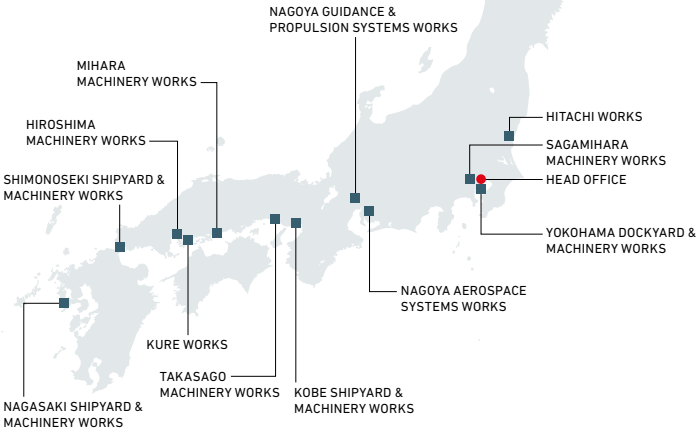 NAGOYA GUIDANCE &
PROPULSION SYSTEMS WORKS
MIHARA
MACHINERY WORKS
HIROSHIMA
MACHINERY WORKS
SHIMONOSEKI SHIPYARD &
MACHINERY WORKS
HITACHI WORKS
SAGAMIHARA
MACHINERY WORKS
HEAD OFFICE
YOKOHAMA DOCKYARD &
MACHINERY WORKS
NAGOYA AEROSPACE
SYSTEMS WORKS
KURE WORKS
TAKASAGO
MACHINERY WORKS
KOBE SHIPYARD &
MACHINERY WORKS
NAGASAKI SHIPYARD &
MACHINERY WORKS